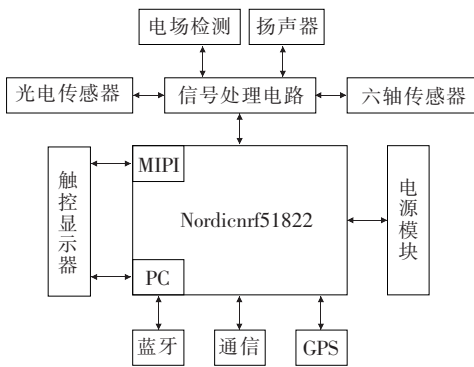 电场检测
扬声器
光电传感器
信号处理电路
六轴传感器
触控显示器
MIPI
Nordicnrf51822
PC
电源模块
蓝牙
通信
GPS